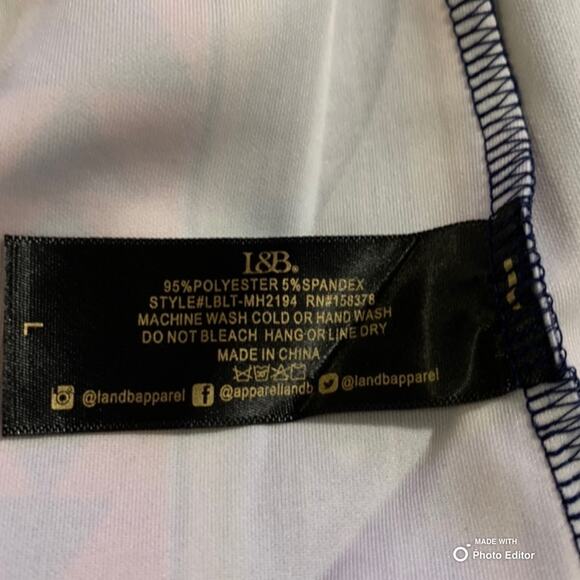 L&B®
95%POLYESTER 5%SPANDEX
STYLE#LBLT-MH2194 RN#158378
MACHINE WASH COLD OR HAND WASH
DO NOT BLEACH HANG OR LINE DRY
MADE IN CHINA
@landbapparel f @apparellandb @landbapparel
L
MADE WITH
Photo Editor